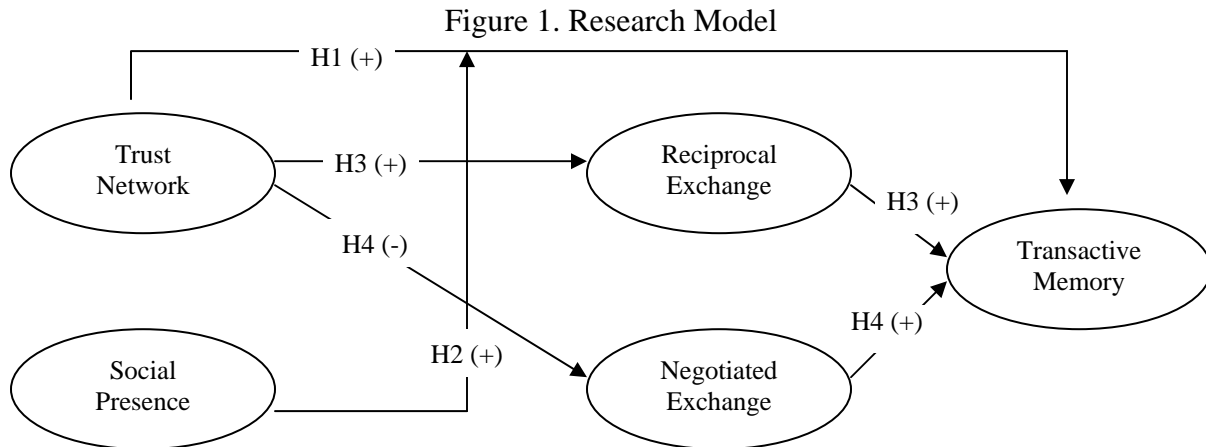 Figure 1. Research Model
H1 (+)
Trust
Network
H3 (+)
Reciprocal
Exchange
H3 (+)
H4 (-)
Transactive
Memory
H4 (+)
H2 (+)
Social
Presence
Negotiated
Exchange